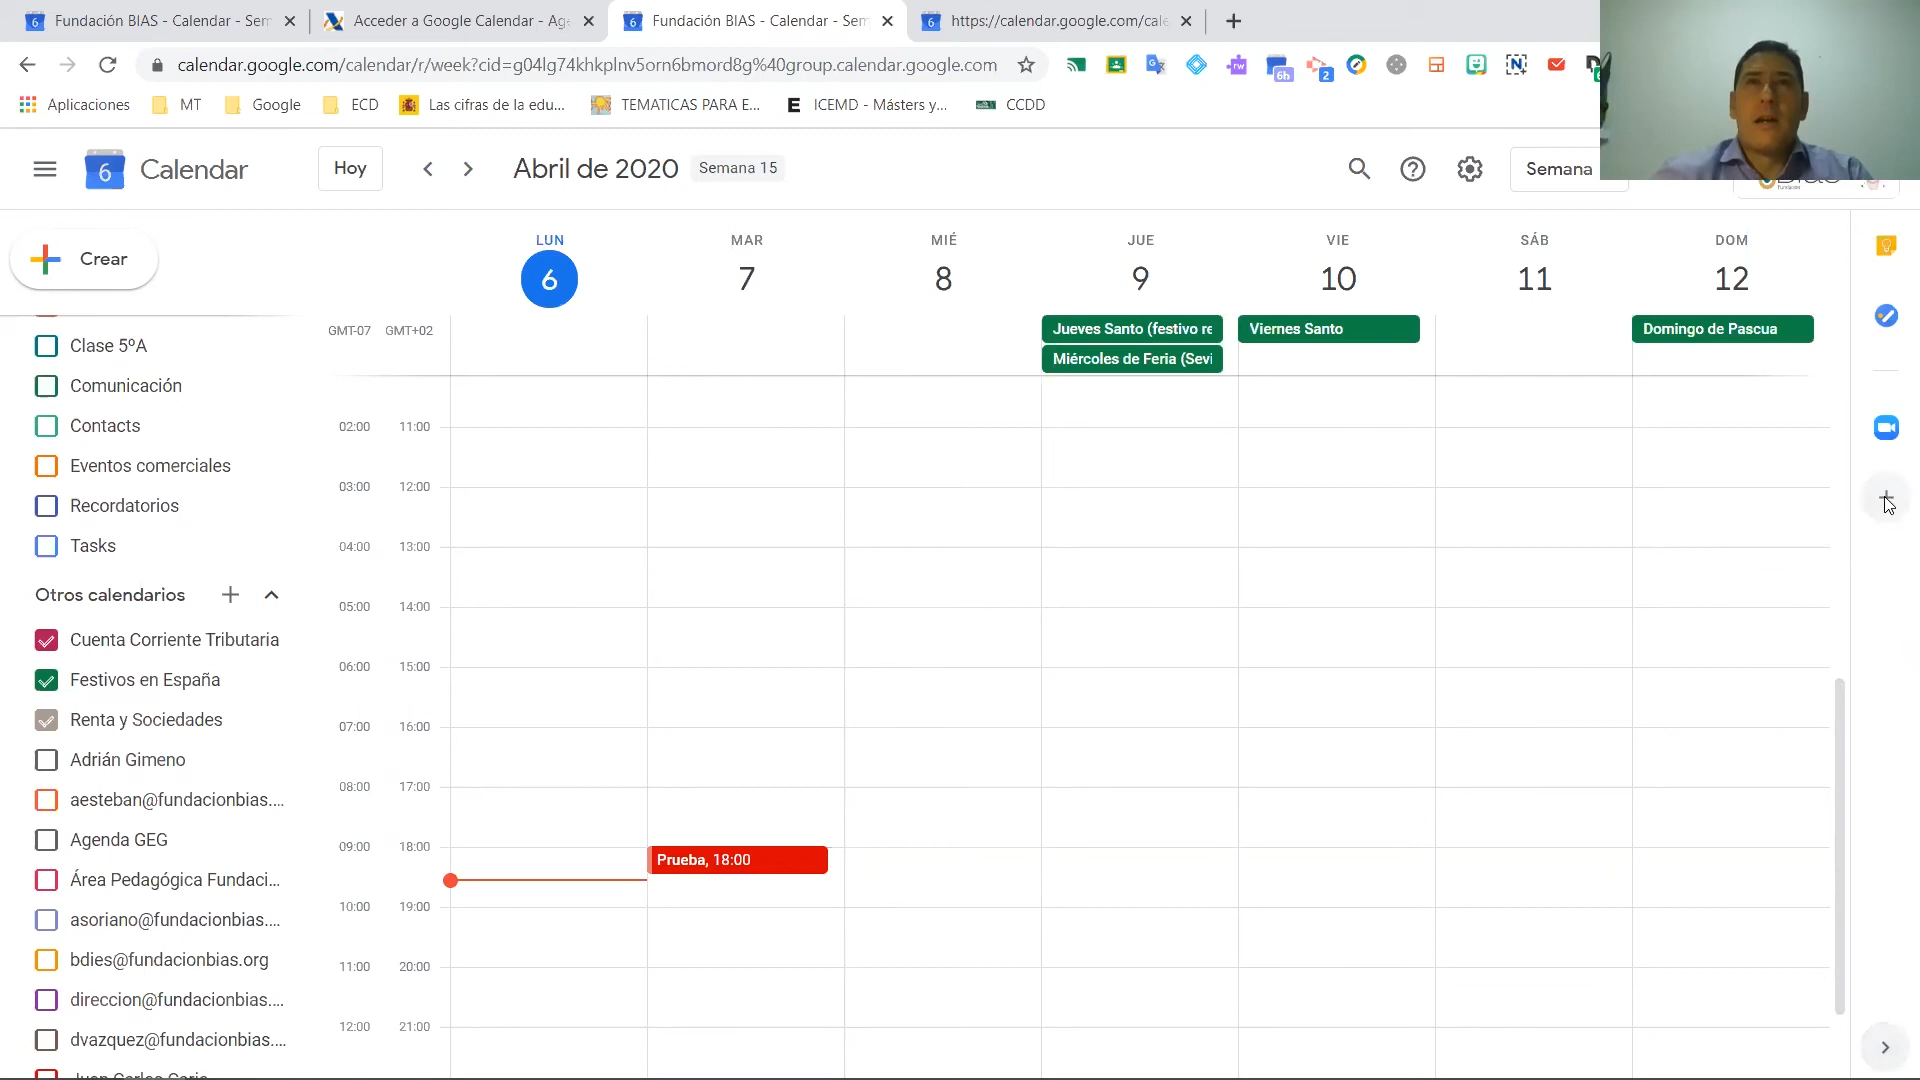 Fundación BIAS - Calendar - Sem
Acceder a Google Calendar - Age
Fundación BIAS - Calendar - Sem
https://calendar.google.com/cale
calendar.google.com/calendar/r/week?cid=g04lg74khkplnv5orn6bmord8g%40group.calendar.google.com
6b
2
Aplicaciones
MT
Google
ECD
Las cifras de la edu...
TEMATICAS PARA E...
ICEMD - Másters y...
CCDD
6
Calendar
Hoy
Abril de 2020
Semana 15
Semana
Crear
LUN
MAR
MIÉ
JUE
VIE
SÁB
DOM
6
7
8
9
10
11
12
GMT-07 GMT+02
Jueves Santo (festivo re
Viernes Santo
Domingo de Pascua
Miércoles de Feria (Sevi
Clase 5ºA
Comunicación
Contacts
Eventos comerciales
Recordatorios
Tasks
Otros calendarios
Cuenta Corriente Tributaria
Festivos en España
Renta y Sociedades
Adrián Gimeno
aesteban@fundacionbias....
Agenda GEG
Área Pedagógica Fundaci...
asoriano@fundacionbias....
bdies@fundacionbias.org
direccion@fundacionbias....
dvazquez@fundacionbias....
02:00 11:00
03:00 12:00
04:00 13:00
05:00 14:00
06:00 15:00
07:00 16:00
08:00 17:00
09:00 18:00
Prueba, 18:00
10:00 19:00
11:00 20:00
12:00 21:00